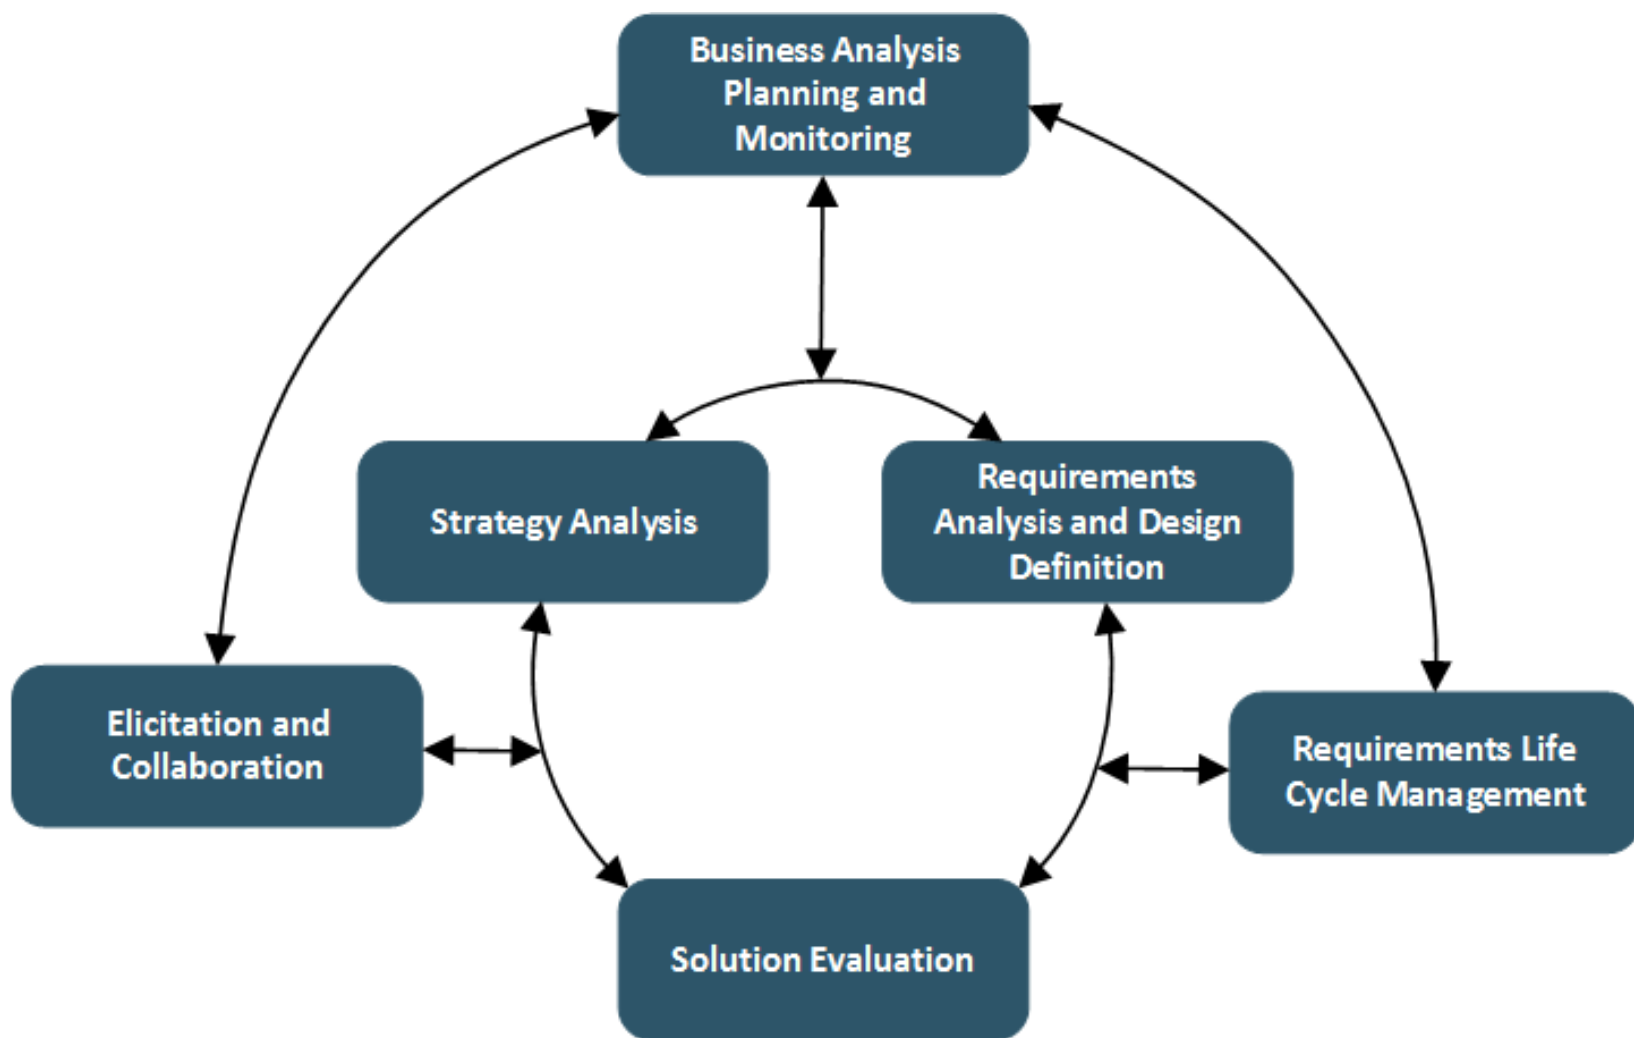 Business Analysis
Planning and
Monitoring
Strategy Analysis
Requirements
Analysis and Design
Definition
Elicitation and
Collaboration
Requirements Life
Cycle Management
Solution Evaluation